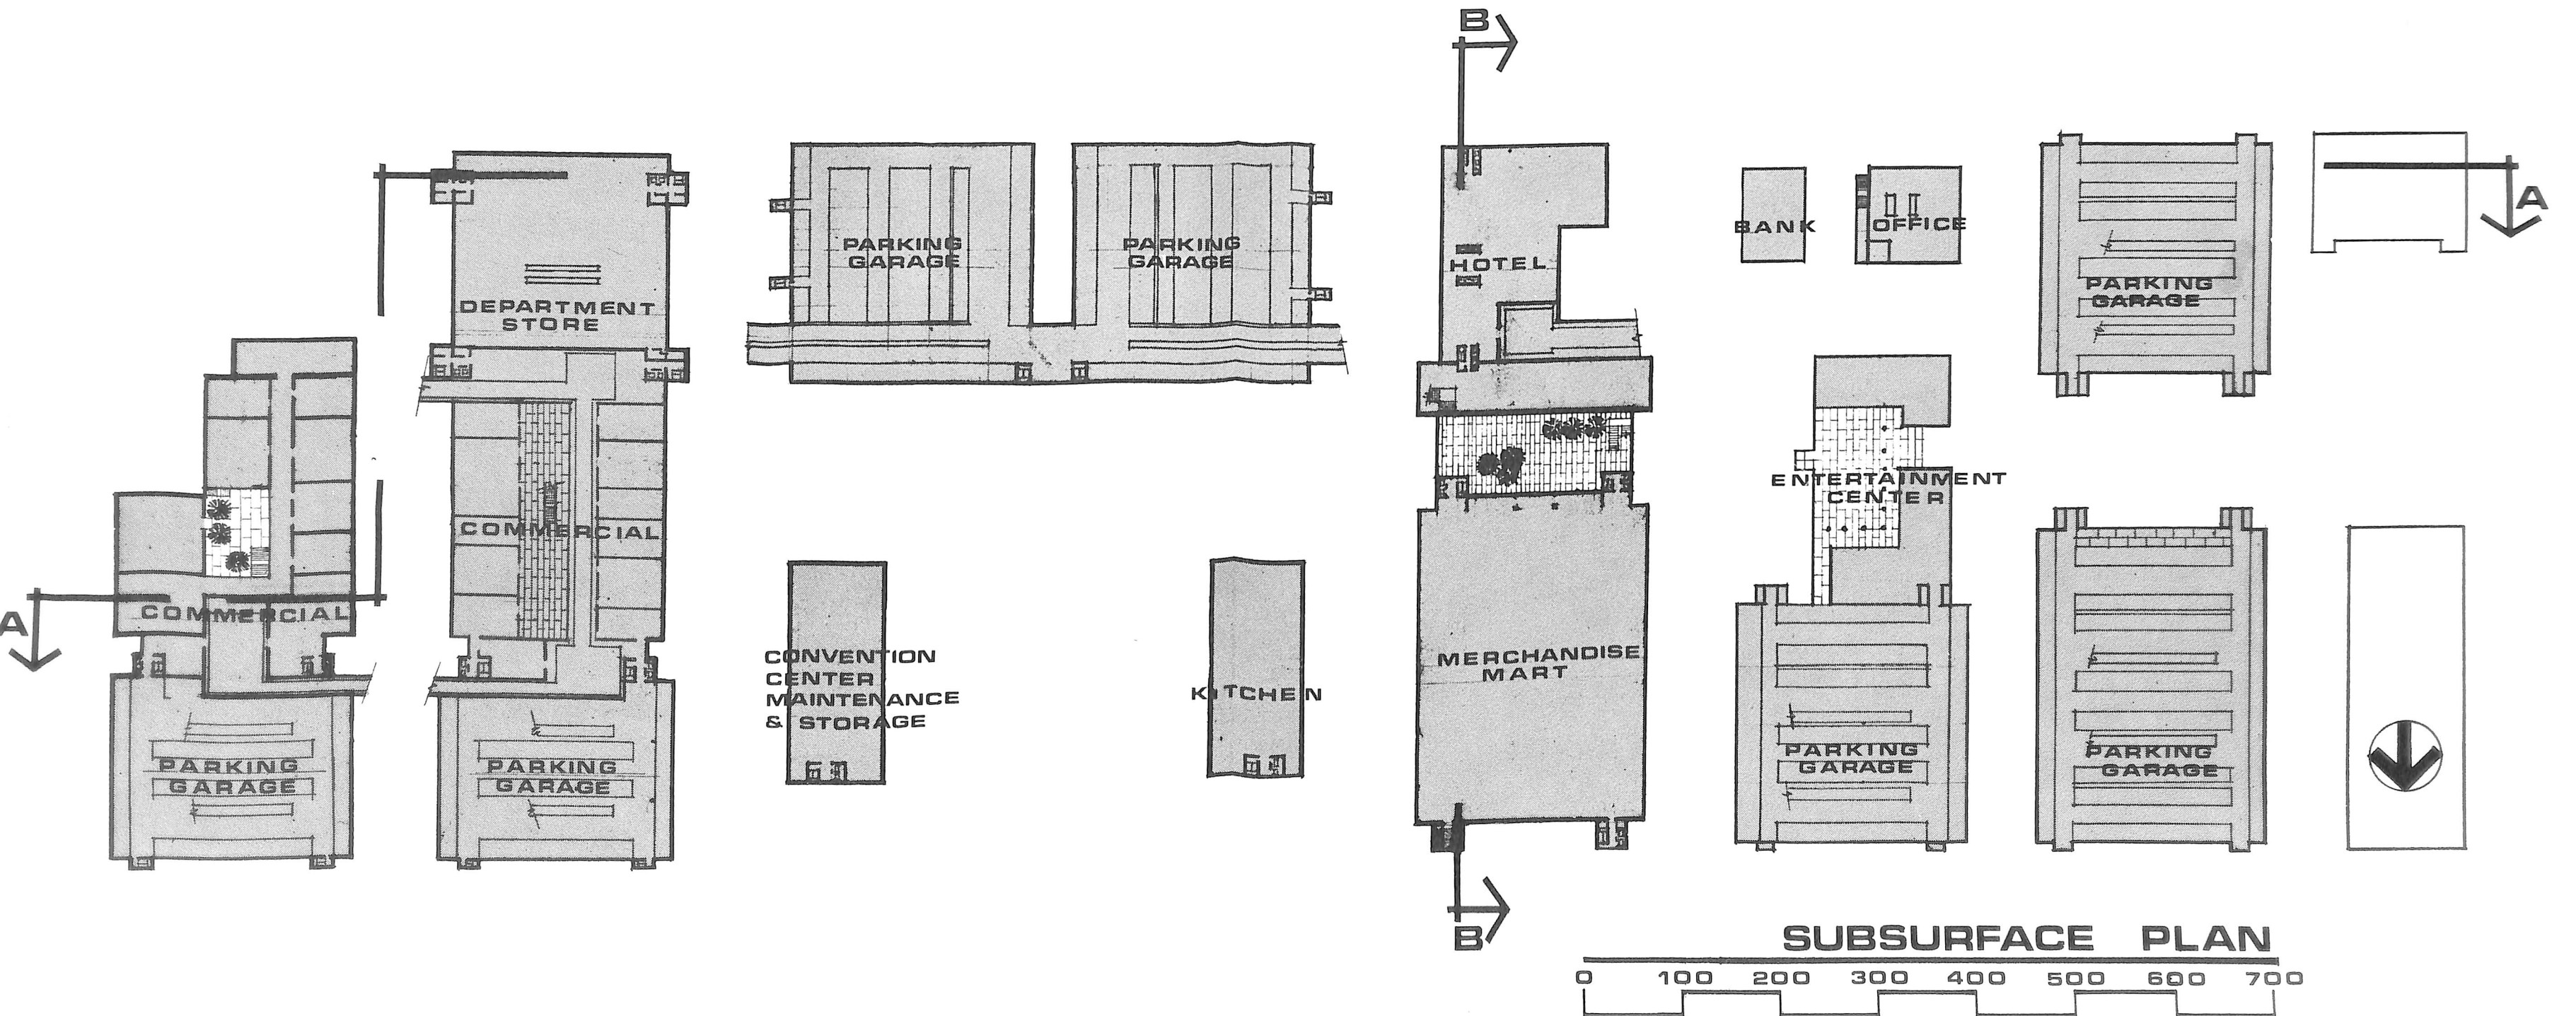 B
A
PARKING
GARAGE
PARKING
GARAGE
BANK
OFFICE
HOTEL
PARKING
GARAGE
DEPARTMENT
STORE
ENTERTAINMENT
CENTER
COMMERCIAL
COMMERCIAL
A
CONVENTION
CENTER
MAINTENANCE
& STORAGE
KITCHEN
MERCHANDISE
MART
PARKING
GARAGE
PARKING
GARAGE
PARKING
GARAGE
PARKING
GARAGE
B
SUBSURFACE PLAN
0 100 200 300 400 500 600 700